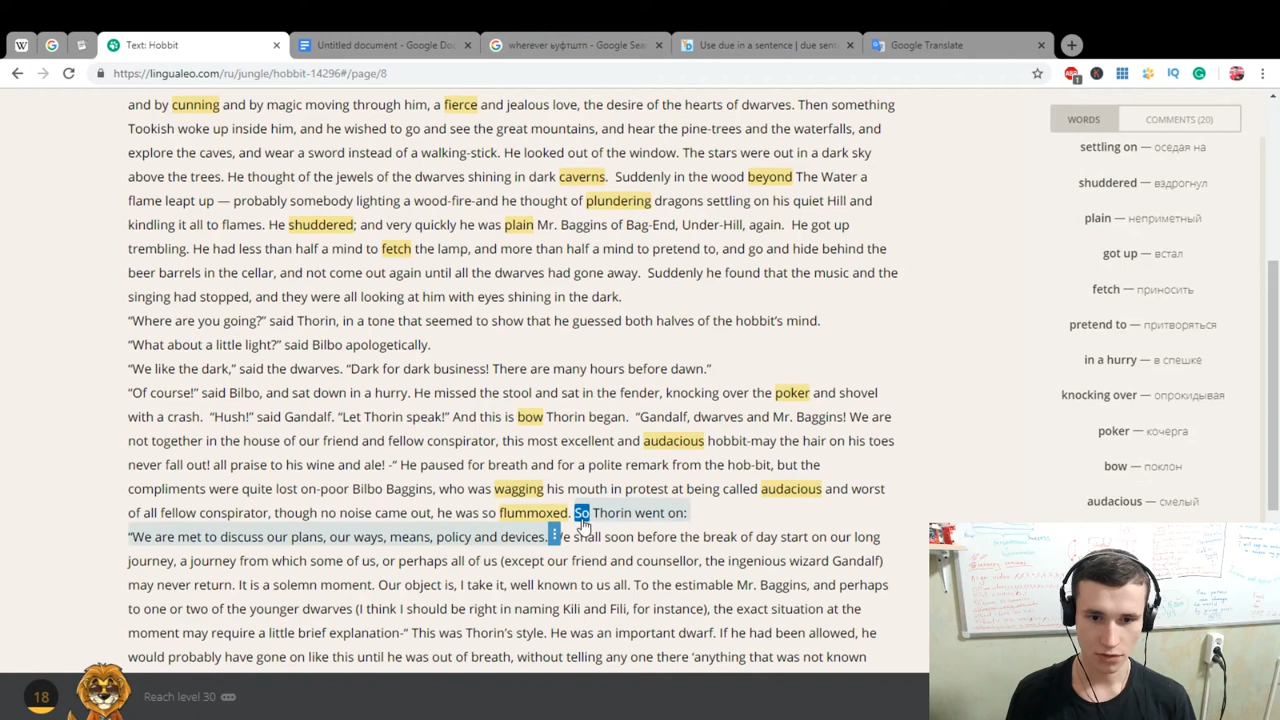 Text: Hobbit
Untitled document - Google Doc
wherever ьуфтштп - Google Sea
Use due in a sentence | due sent
Google Translate
https://lingualeo.com/ru/jungle/hobbit-14296#/page/8
and by cunning and by magic moving through him, a fierce and jealous love, the desire of the hearts of dwarves. Then something
Tookish woke up inside him, and he wished to go and see the great mountains, and hear the pine-trees and the waterfalls, and
explore the caves, and wear a sword instead of a walking-stick. He looked out of the window. The stars were out in a dark sky
above the trees. He thought of the jewels of the dwarves shining in dark caverns. Suddenly in the wood beyond The Water a
flame leapt up — probably somebody lighting a wood-fire-and he thought of plundering dragons settling on his quiet Hill and
kindling it all to flames. He shuddered; and very quickly he was plain Mr. Baggins of Bag-End, Under-Hill, again. He got up
trembling. He had less than half a mind to fetch the lamp, and more than half a mind to pretend to, and go and hide behind the
beer barrels in the cellar, and not come out again until all the dwarves had gone away. Suddenly he found that the music and the
singing had stopped, and they were all looking at him with eyes shining in the dark.
“Where are you going?” said Thorin, in a tone that seemed to show that he guessed both halves of the hobbit’s mind.
“What about a little light?” said Bilbo apologetically.
“We like the dark,” said the dwarves. “Dark for dark business! There are many hours before dawn.”
“Of course!” said Bilbo, and sat down in a hurry. He missed the stool and sat in the fender, knocking over the poker and shovel
with a crash. “Hush!” said Gandalf. “Let Thorin speak!” And this is bow Thorin began. “Gandalf, dwarves and Mr. Baggins! We are
not together in the house of our friend and fellow conspirator, this most excellent and audacious hobbit-may the hair on his toes
never fall out! all praise to his wine and ale! -“ He paused for breath and for a polite remark from the hob-bit, but the
compliments were quite lost on-poor Bilbo Baggins, who was wagging his mouth in protest at being called audacious and worst
of all fellow conspirator, though no noise came out, he was so flummoxed. So Thorin went on:
“We are met to discuss our plans, our ways, means, policy and devices. shall soon before the break of day start on our long
journey, a journey from which some of us, or perhaps all of us (except our friend and counsellor, the ingenious wizard Gandalf)
may never return. It is a solemn moment. Our object is, I take it, well known to us all. To the estimable Mr. Baggins, and perhaps
to one or two of the younger dwarves (I think I should be right in naming Kili and Fili, for instance), the exact situation at the
moment may require a little brief explanation-“ This was Thorin’s style. He was an important dwarf. If he had been allowed, he
would probably have gone on like this until he was out of breath, without telling any one there ‘anything that was not known
WORDS
COMMENTS (20)
settling on — оседая на
shuddered — вздрогнул
plain — неприметный
got up — встал
fetch — приносить
pretend to — притворяться
in a hurry — в спешке
knocking over — опрокидывая
poker — кочерга
bow — поклон
audacious — смелый
18
Reach level 30